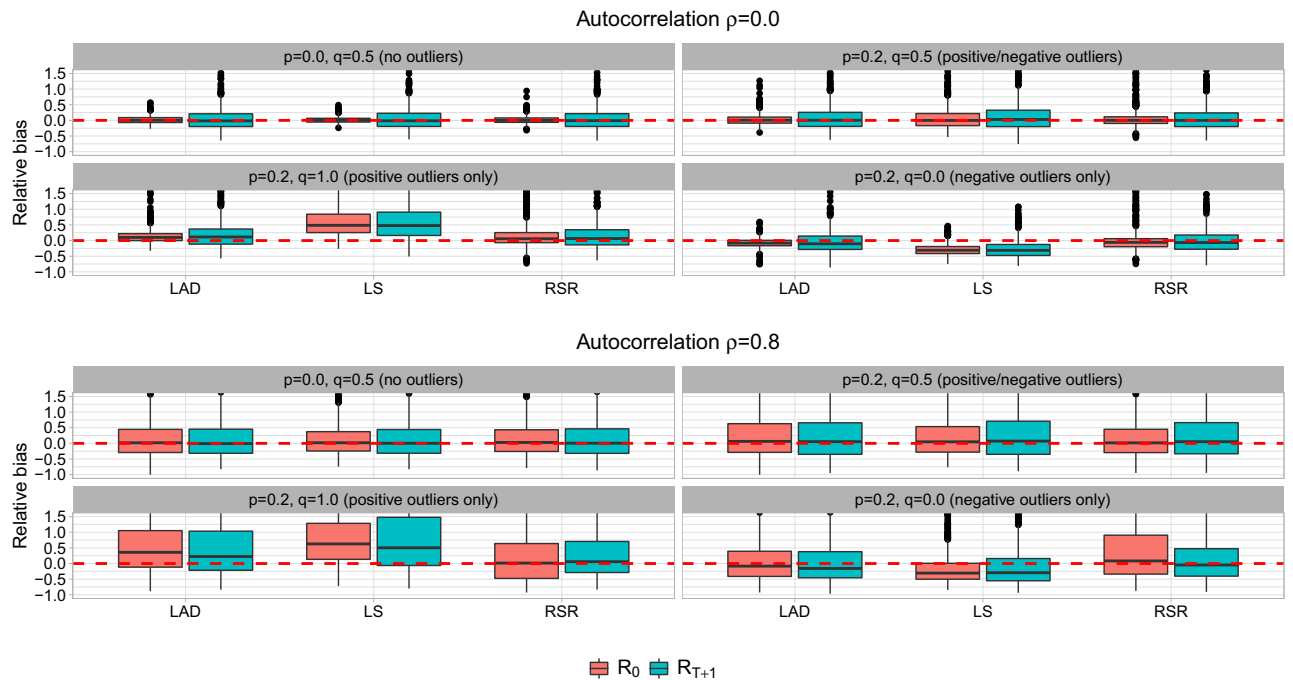 Autocorrelation ρ=0.0
p=0.0, q=0.5 (no outliers)
p=0.2, q=0.5 (positive/negative outliers)
1.5
1.0
0.5
0.0
−0.5
−1.0
p=0.2, q=1.0 (positive outliers only)
p=0.2, q=0.0 (negative outliers only)
1.5
1.0
0.5
0.0
−0.5
−1.0
Relative bias
LAD LS RSR LAD LS RSR
Autocorrelation ρ=0.8
p=0.0, q=0.5 (no outliers)
p=0.2, q=0.5 (positive/negative outliers)
1.5
1.0
0.5
0.0
−0.5
−1.0
p=0.2, q=1.0 (positive outliers only)
p=0.2, q=0.0 (negative outliers only)
1.5
1.0
0.5
0.0
−0.5
−1.0
Relative bias
LAD LS RSR LAD LS RSR
R₀ R_T+1